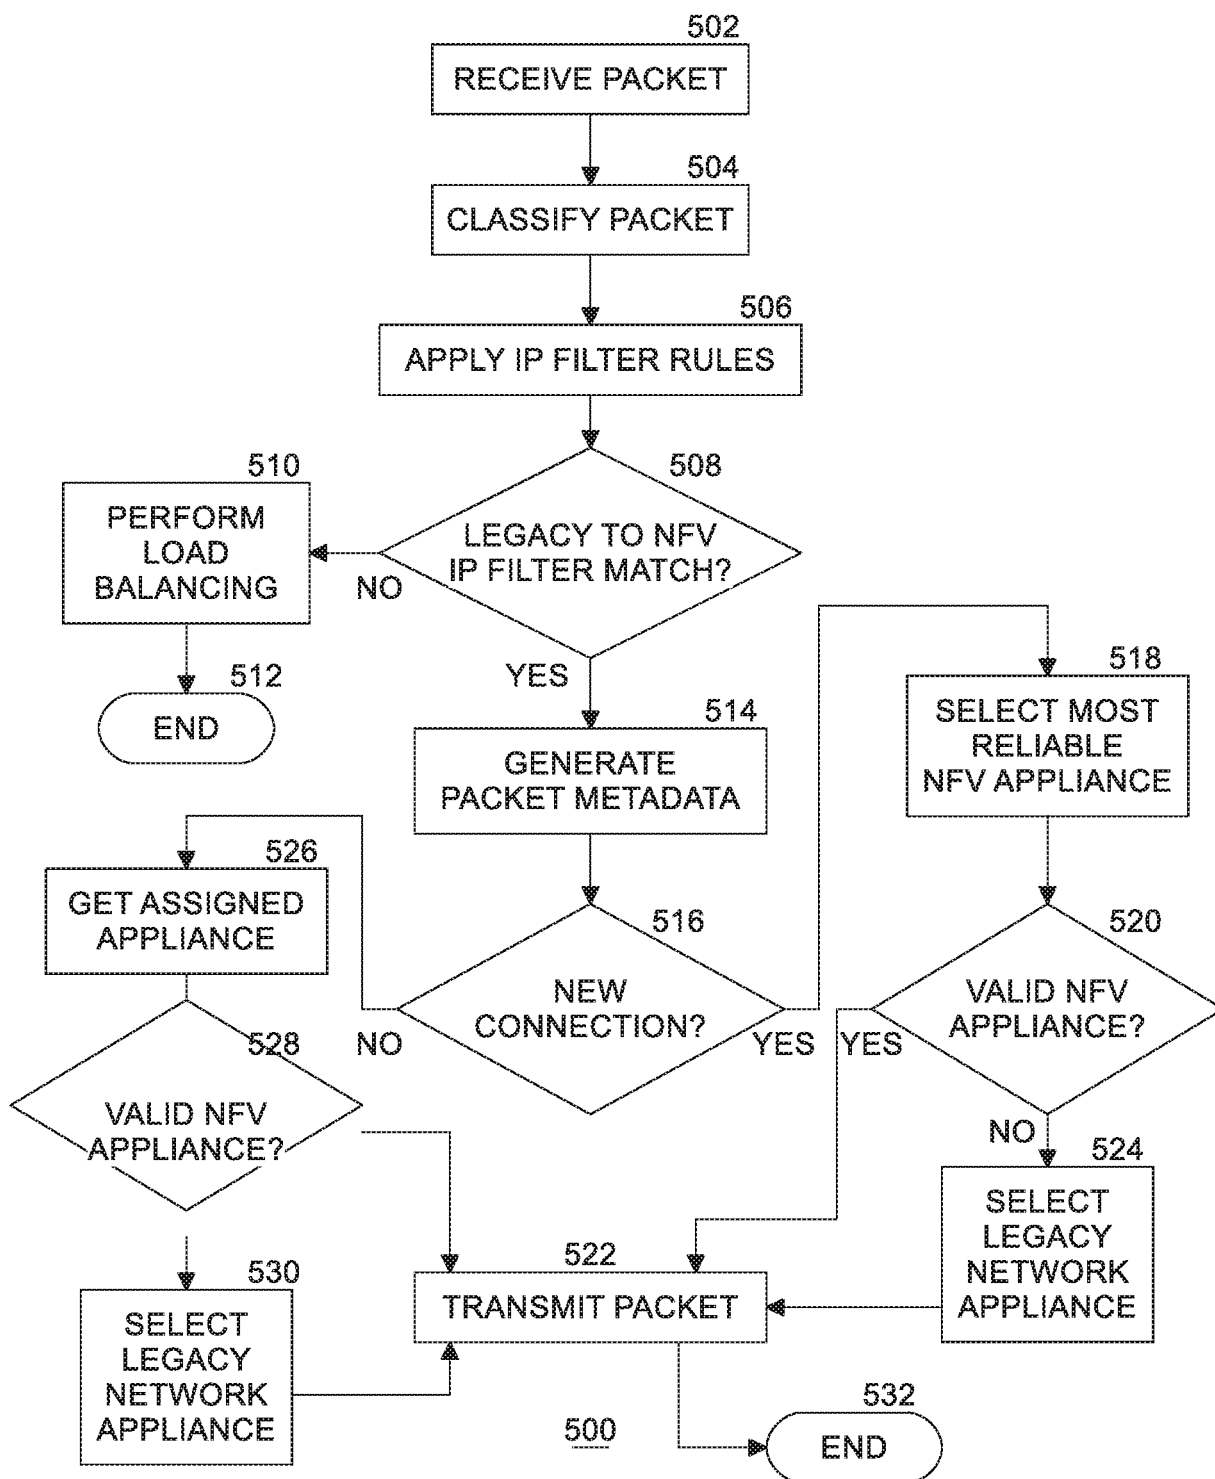 502
RECEIVE PACKET
504
CLASSIFY PACKET
506
APPLY IP FILTER RULES
508
LEGACY TO NFV
IP FILTER MATCH?
510
PERFORM
LOAD
BALANCING
NO
YES
512
END
514
GENERATE
PACKET METADATA
518
SELECT MOST
RELIABLE
NFV APPLIANCE
526
GET ASSIGNED
APPLIANCE
516
NEW
CONNECTION?
NO
YES
520
VALID NFV
APPLIANCE?
YES
NO
528
VALID NFV
APPLIANCE?
524
SELECT
LEGACY
NETWORK
APPLIANCE
522
TRANSMIT PACKET
530
SELECT
LEGACY
NETWORK
APPLIANCE
532
END
500